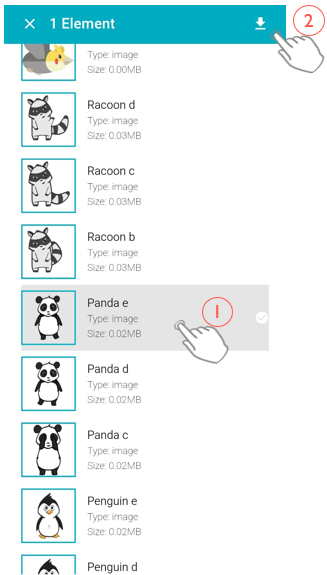 1 Element
2
Type: image
Size: 0.00MB
Racoon d
Type: image
Size: 0.03MB
Racoon c
Type: image
Size: 0.03MB
Racoon b
Type: image
Size: 0.03MB
Panda e
Type: image
Size: 0.02MB
1
Panda d
Type: image
Size: 0.02MB
Panda c
Type: image
Size: 0.02MB
Penguin e
Type: image
Size: 0.02MB
Penguin d